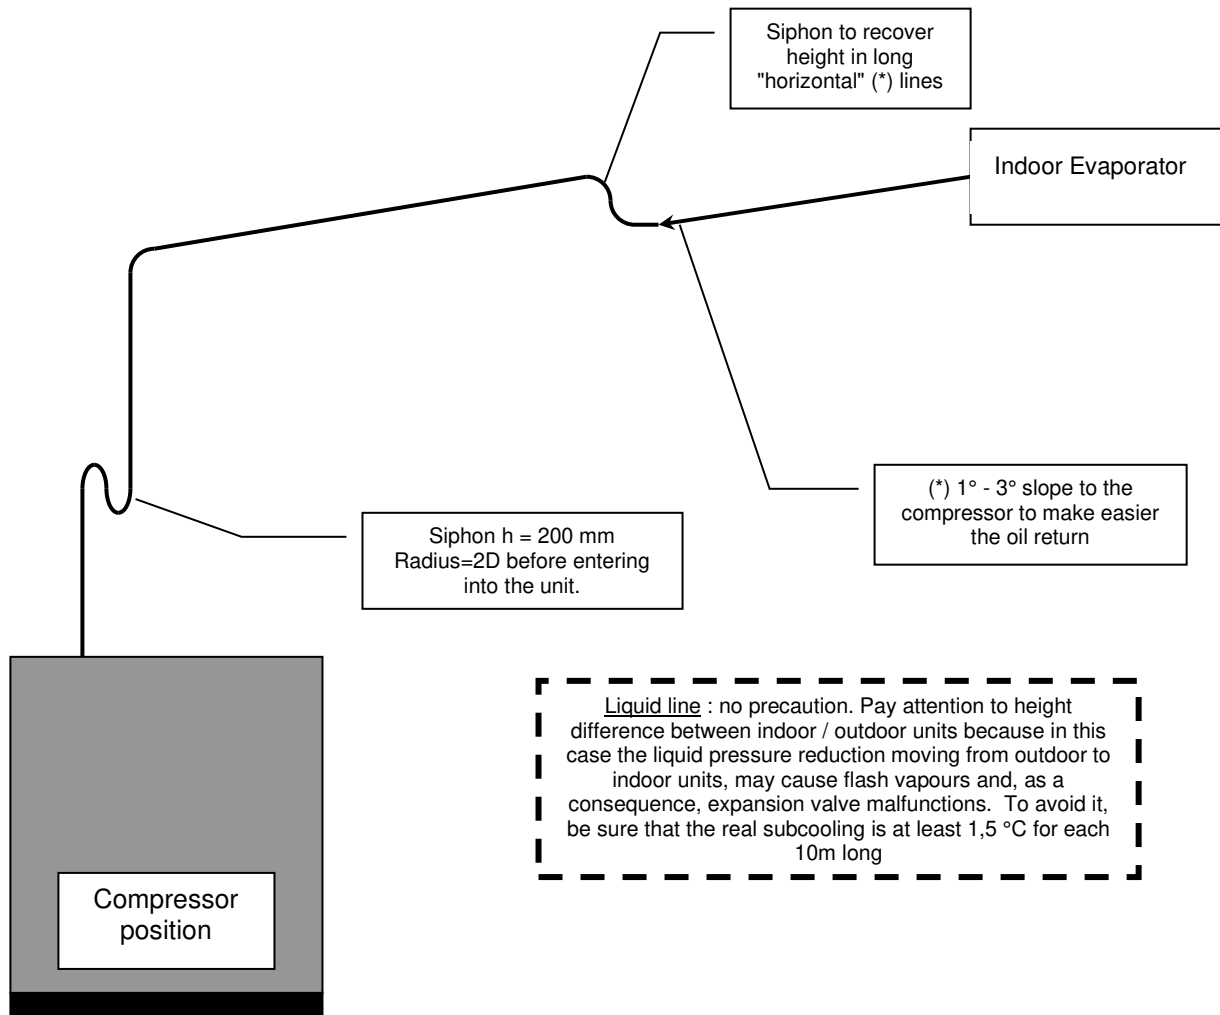 Siphon to recover
height in long
"horizontal" (*) lines
Indoor Evaporator
(*) 1° - 3° slope to the
compressor to make easier
the oil return
Siphon h = 200 mm
Radius=2D before entering
into the unit.
Liquid line : no precaution. Pay attention to height
difference between indoor / outdoor units because in this
case the liquid pressure reduction moving from outdoor to
indoor units, may cause flash vapours and, as a
consequence, expansion valve malfunctions.  To avoid it,
be sure that the real subcooling is at least 1,5 °C for each
10m long
Compressor
position